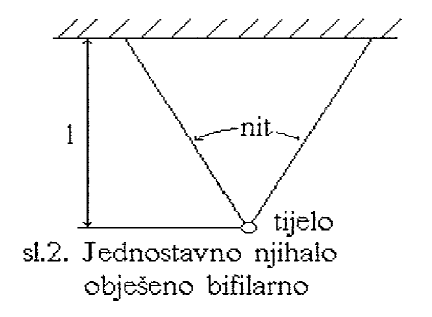 l
nit
tijelo
sl.2. Jednostavno njihalo
obješeno bifilarno